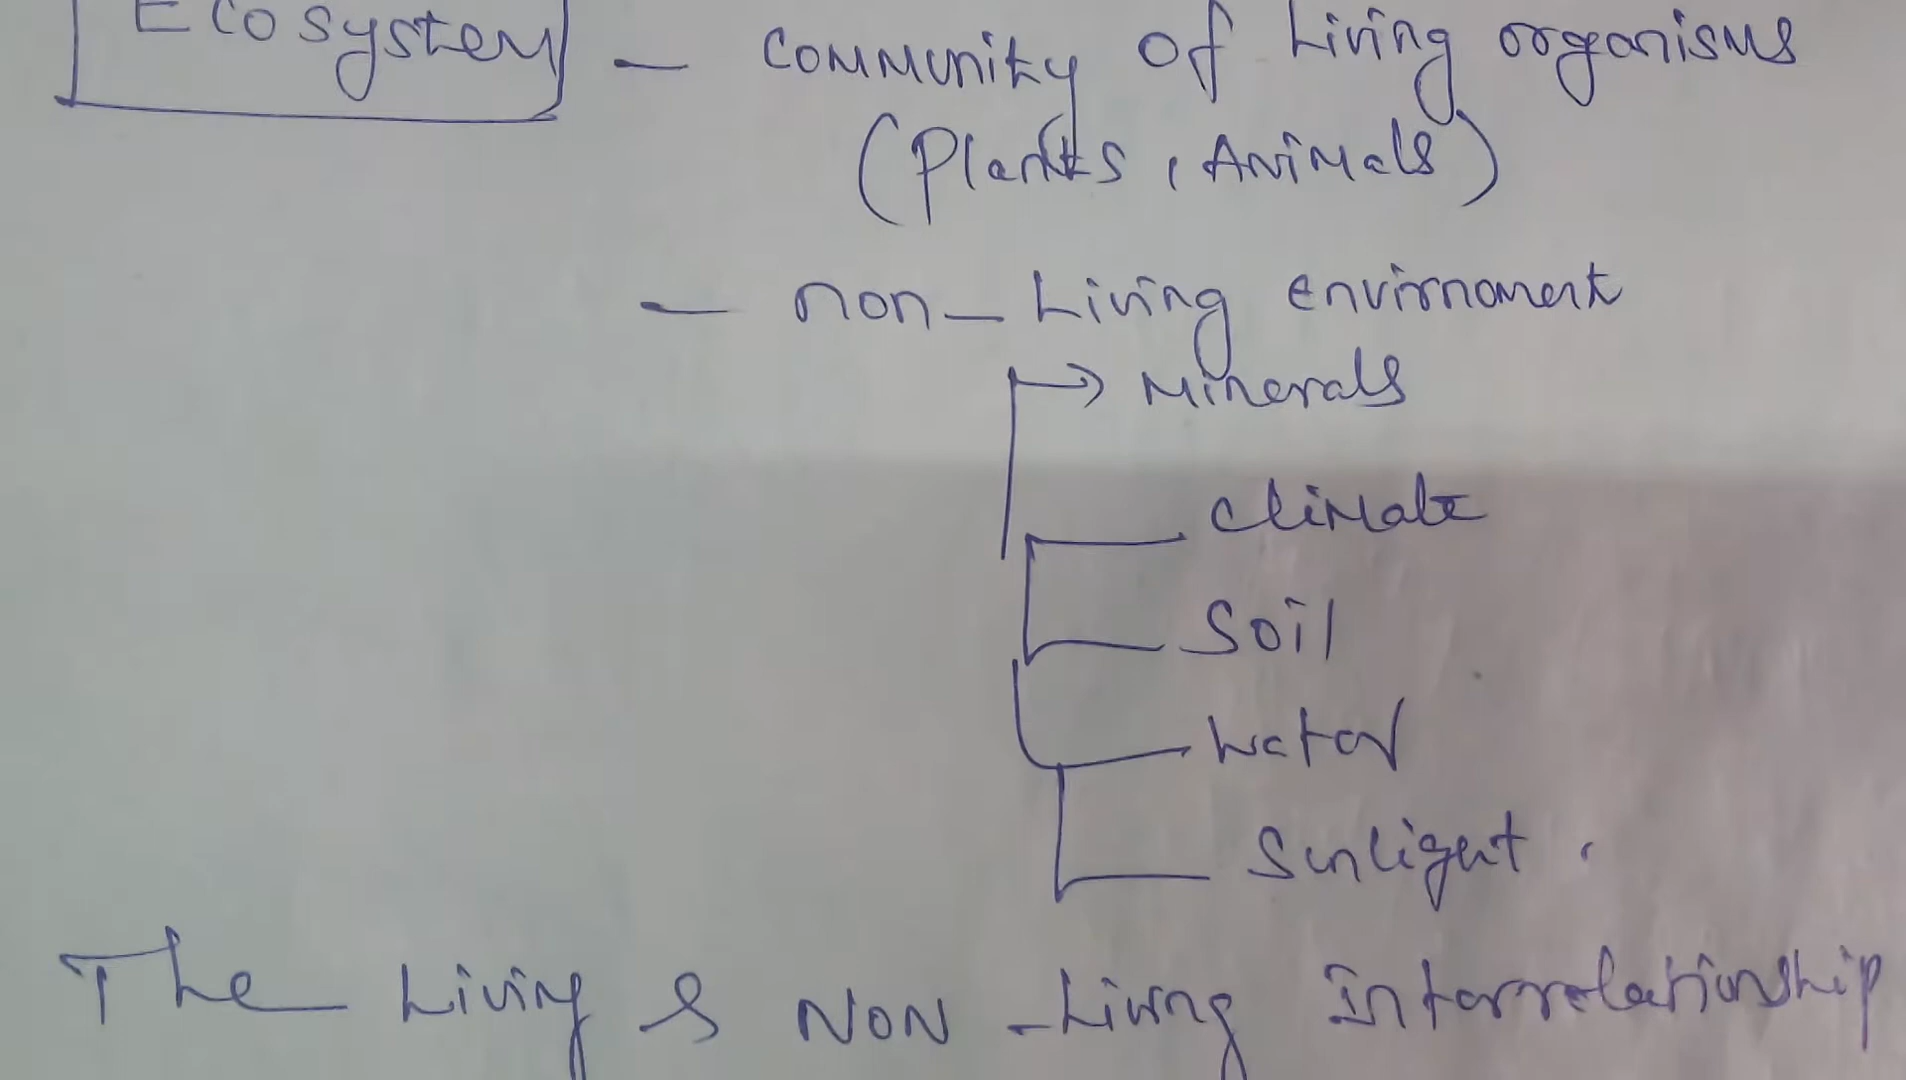 Ecosystem - Community of Living organisms
(Plants, Animals)
- non-Living envirnoment
→ Minerals
Climate
Soil
Water
Sunlight.
The Living & NON-Living Interrelationship